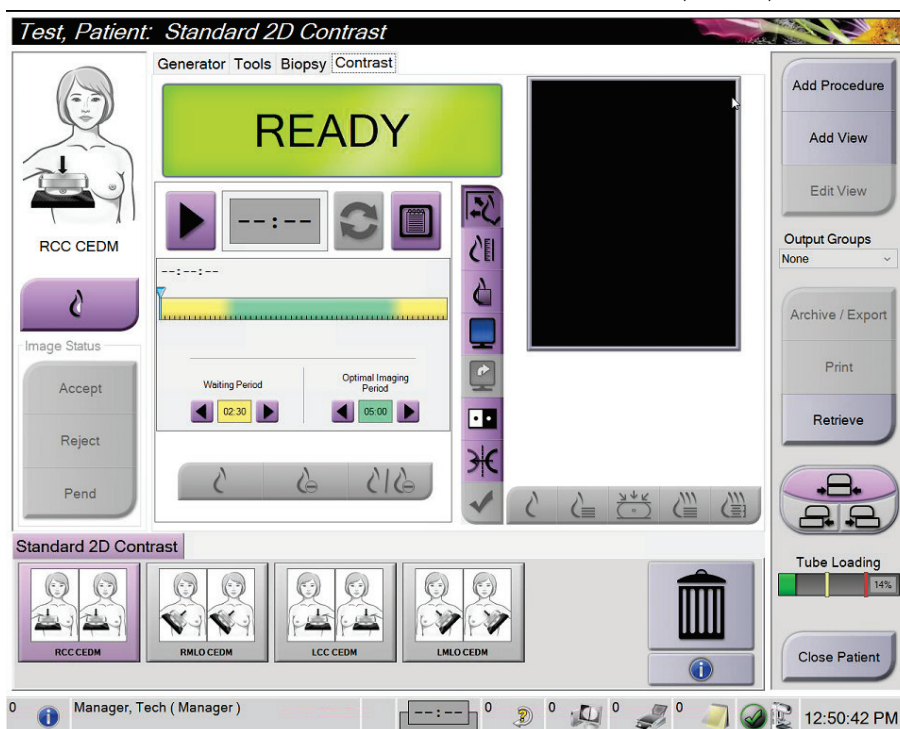 Test, Patient: Standard 2D Contrast
Generator Tools Biopsy Contrast
READY
RCC CEDM
--:--
--:--:--
Waiting Period
Optimal Imaging
Period
02:30
05:00
Image Status
Accept
Reject
Pend
Add Procedure
Add View
Edit View
Output Groups
None
Archive / Export
Print
Retrieve
Tube Loading
14%
Close Patient
Standard 2D Contrast
RCC CEDM
RMLO CEDM
LCC CEDM
LMLO CEDM
0
Manager, Tech ( Manager )
--:--
0
0
0
0
12:50:42 PM